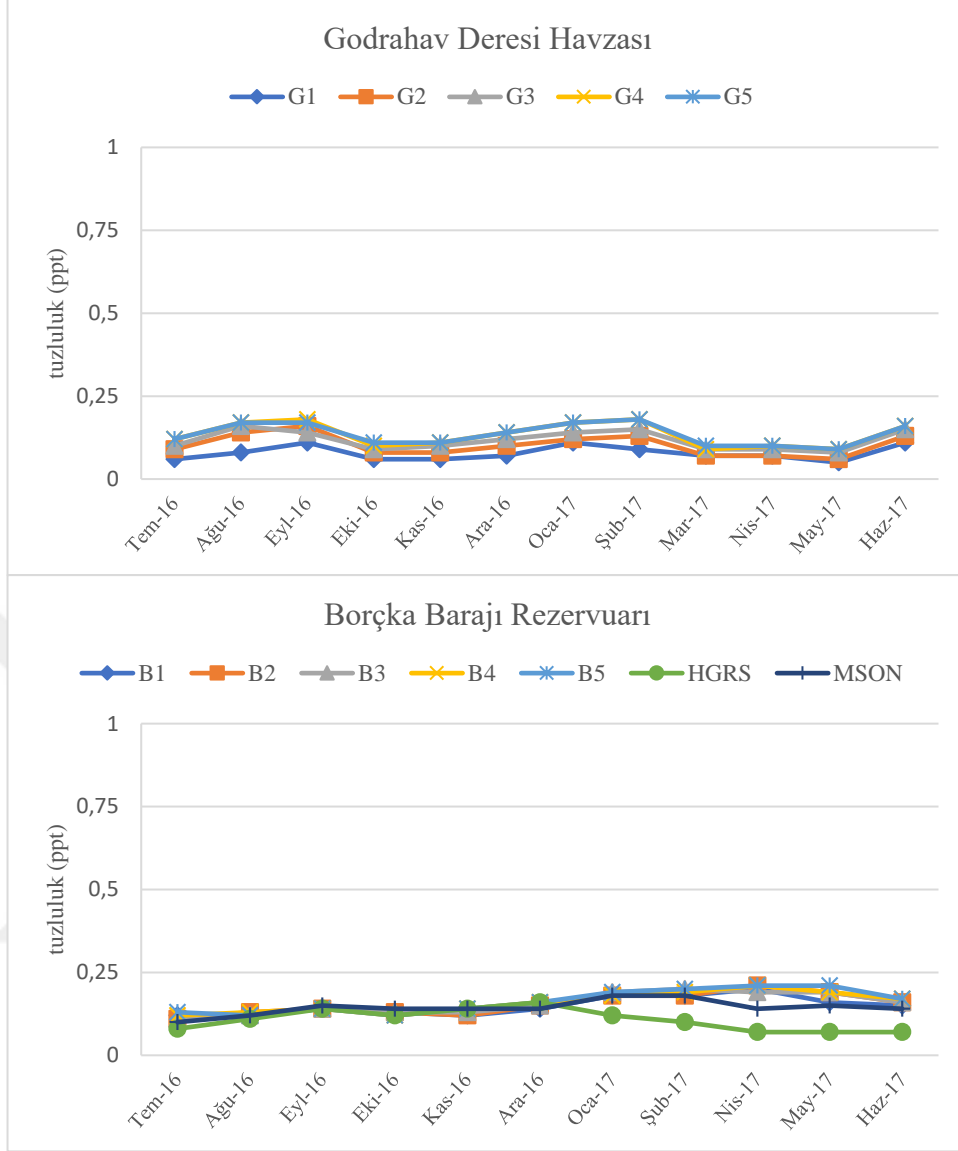 Godrahav Deresi Havzası
G1 G2 G3 G4 G5
1
0,75
0,5
0,25
0
tuzluluk (ppt)
Tem-16 Ağu-16 Eyl-16 Eki-16 Kas-16 Ara-16 Oca-17 Şub-17 Mar-17 Nis-17 May-17 Haz-17
Borçka Barajı Rezervuarı
B1 B2 B3 B4 B5 HGRS MSON
1
0,75
0,5
0,25
0
tuzluluk (ppt)
Tem-16 Ağu-16 Eyl-16 Eki-16 Kas-16 Ara-16 Oca-17 Şub-17 Nis-17 May-17 Haz-17